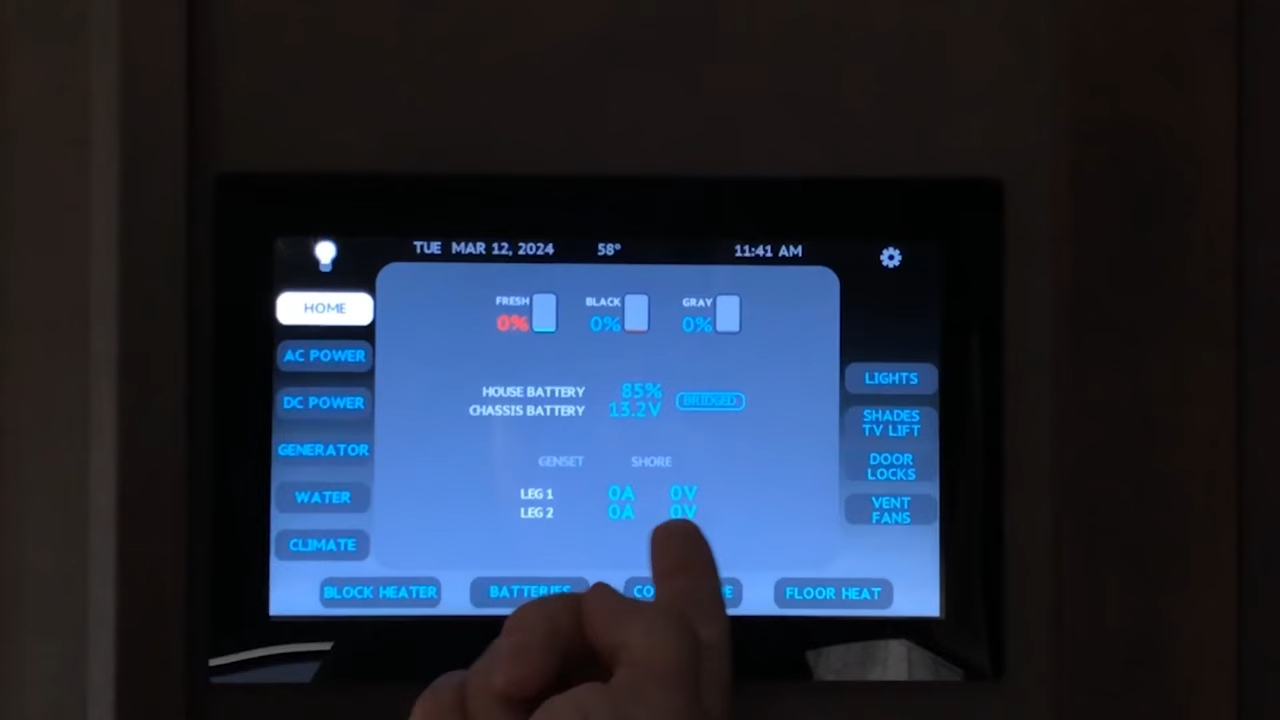 TUE MAR 12, 2024 58° 11:41 AM
HOME
AC POWER
DC POWER
GENERATOR
WATER
CLIMATE
FRESH
0%
BLACK
0%
GRAY
0%
HOUSE BATTERY 85%
CHASSIS BATTERY 13.2V
BRIDGED
GENSET SHORE
LEG 1 0A 0V
LEG 2 0A 0V
LIGHTS
SHADES
TV LIFT
DOOR
LOCKS
VENT
FANS
BLOCK HEATER
BATTERIES
FLOOR HEAT